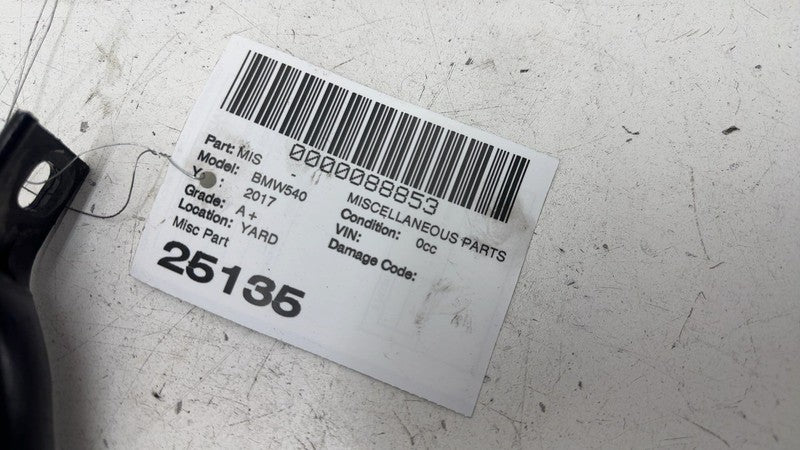 0000088853
Part: MIS - MISCELLANEOUS PARTS
Model: BMW540 Condition: 0cc
2017 VIN:
Grade: A+ Damage Code:
Location: YARD
Misc Part
25135